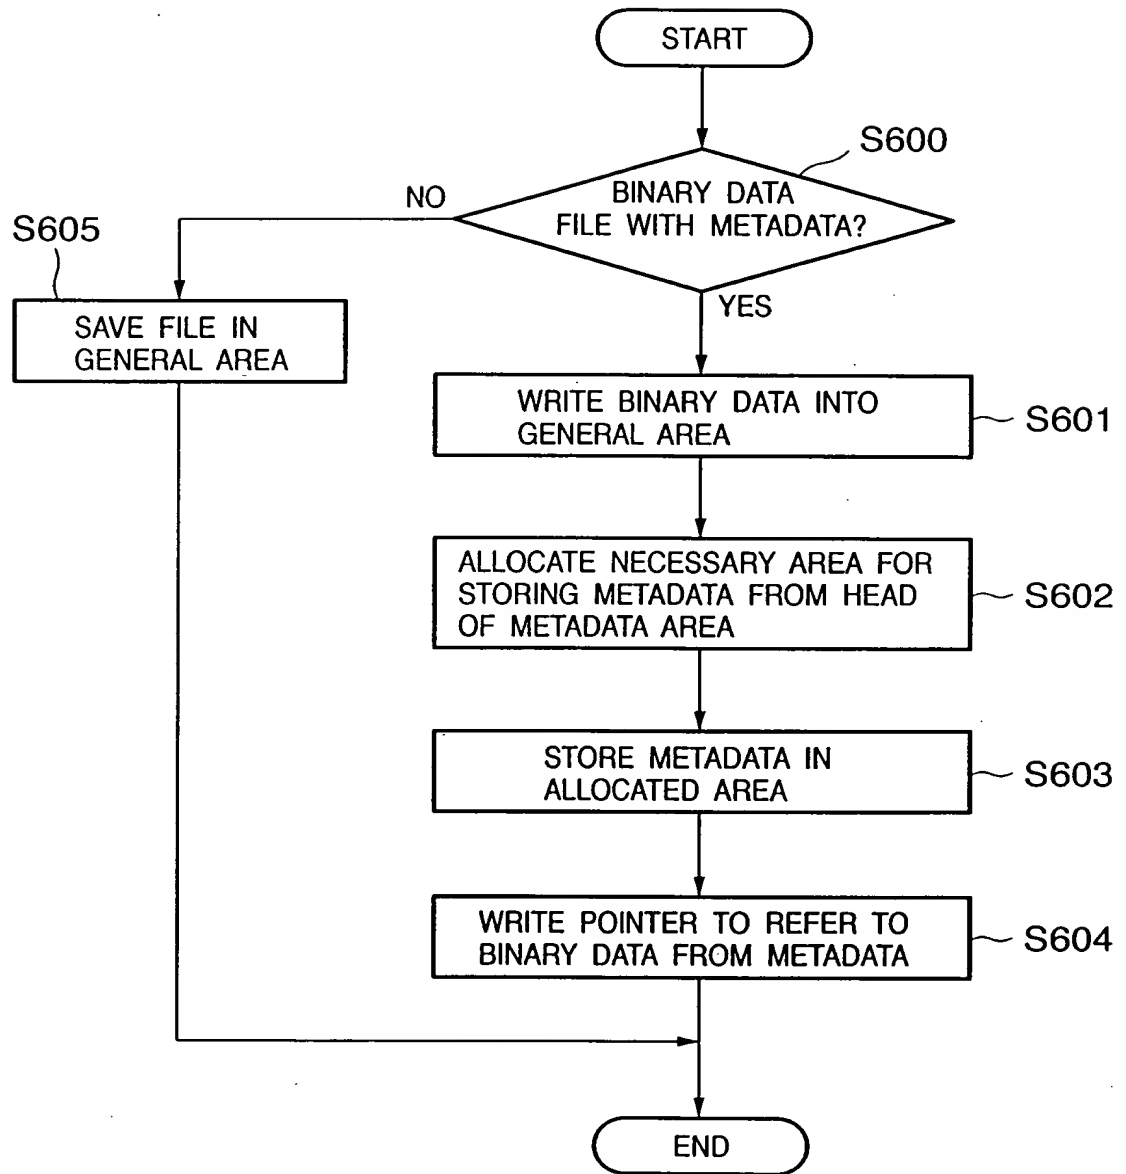 START
S600
BINARY DATA
FILE WITH METADATA?
NO
YES
S605
SAVE FILE IN
GENERAL AREA
WRITE BINARY DATA INTO
GENERAL AREA
S601
ALLOCATE NECESSARY AREA FOR
STORING METADATA FROM HEAD
OF METADATA AREA
S602
STORE METADATA IN
ALLOCATED AREA
S603
WRITE POINTER TO REFER TO
BINARY DATA FROM METADATA
S604
END